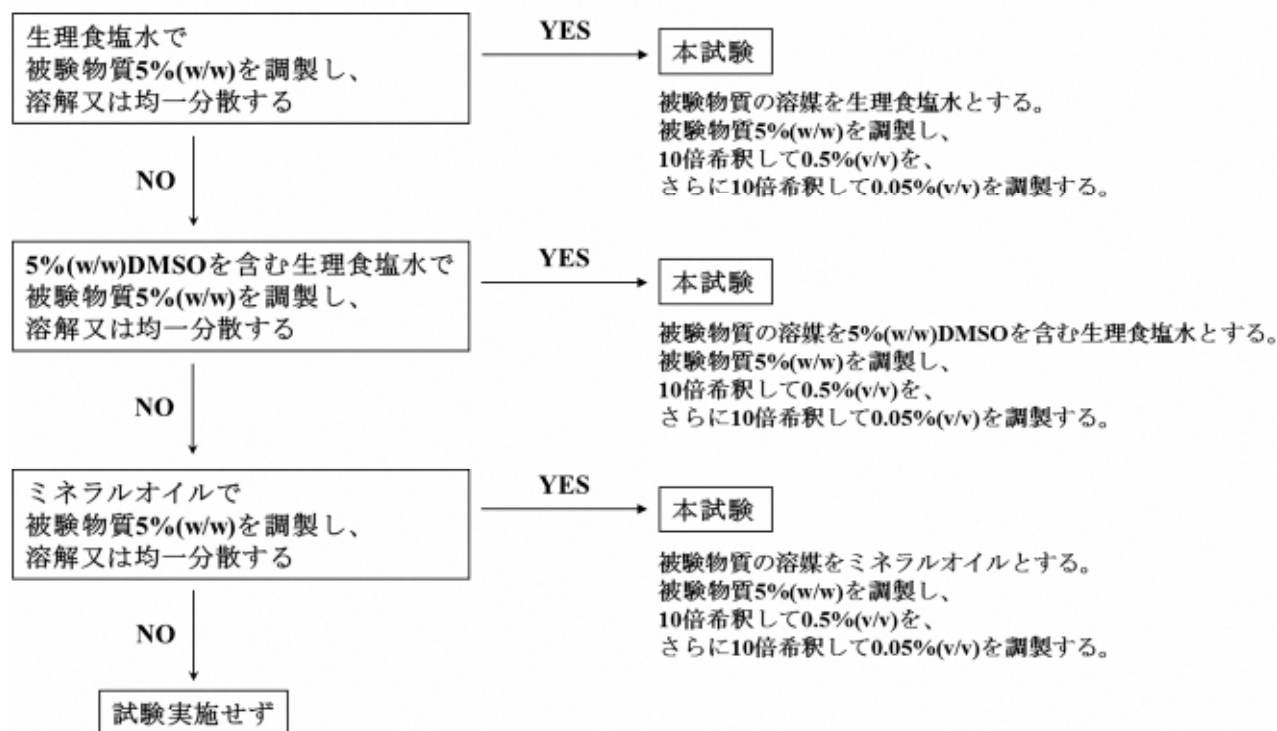 生理食塩水で
被験物質5%(w/w)を調製し、
溶解又は均一分散する
YES
本試験
被験物質の溶媒を生理食塩水とする。
被験物質5%(w/w)を調製し、
10倍希釈して0.5%(v/v)を、
さらに10倍希釈して0.05%(v/v)を調製する。
NO
5%(w/w)DMSOを含む生理食塩水で
被験物質5%(w/w)を調製し、
溶解又は均一分散する
YES
本試験
被験物質の溶媒を5%(w/w)DMSOを含む生理食塩水とする。
被験物質5%(w/w)を調製し、
10倍希釈して0.5%(v/v)を、
さらに10倍希釈して0.05%(v/v)を調製する。
NO
ミネラルオイルで
被験物質5%(w/w)を調製し、
溶解又は均一分散する
YES
本試験
被験物質の溶媒をミネラルオイルとする。
被験物質5%(w/w)を調製し、
10倍希釈して0.5%(v/v)を、
さらに10倍希釈して0.05%(v/v)を調製する。
NO
試験実施せず